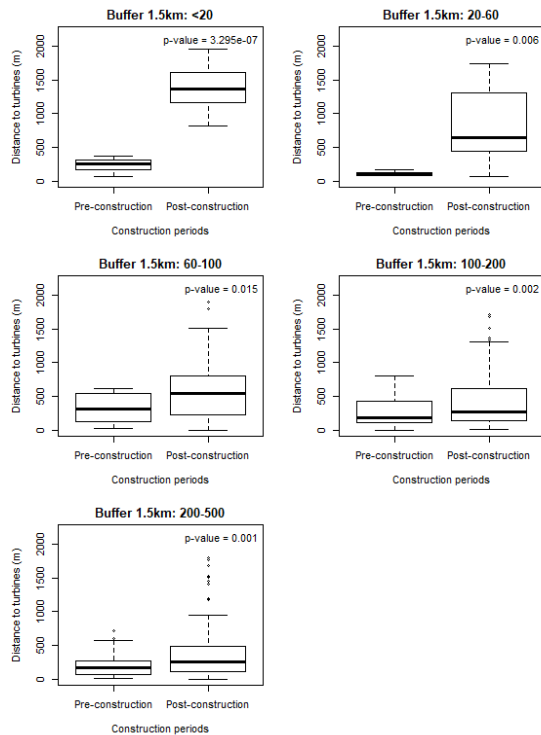 Buffer 1.5km: <20
p-value = 3.295e-07
Distance to turbines (m)
2000
1500
1000
500
0
Pre-construction Post-construction
Construction periods
Buffer 1.5km: 20-60
p-value = 0.006
Distance to turbines (m)
2000
1500
1000
500
0
Pre-construction Post-construction
Construction periods
Buffer 1.5km: 60-100
p-value = 0.015
Distance to turbines (m)
2000
1500
1000
500
0
Pre-construction Post-construction
Construction periods
Buffer 1.5km: 100-200
p-value = 0.002
Distance to turbines (m)
2000
1500
1000
500
0
Pre-construction Post-construction
Construction periods
Buffer 1.5km: 200-500
p-value = 0.001
Distance to turbines (m)
2000
1500
1000
500
0
Pre-construction Post-construction
Construction periods